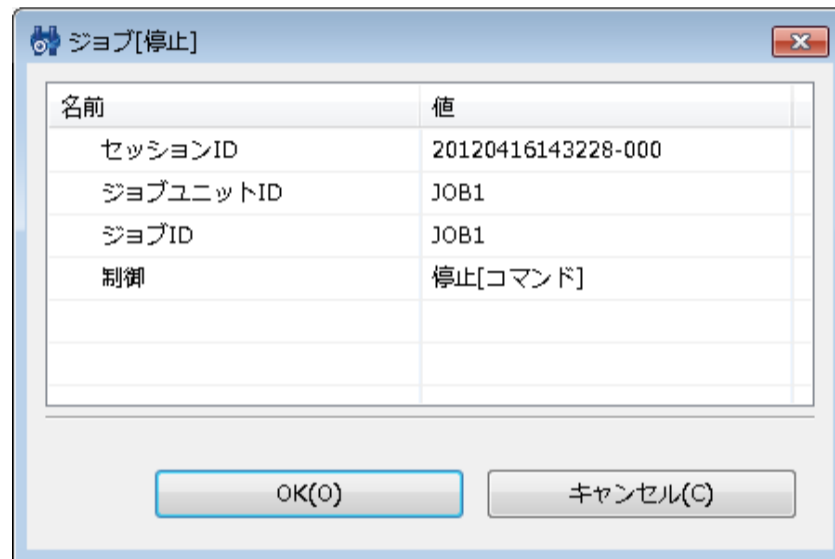 ジョブ[停止]
名前 値
セッションID 20120416143228-000
ジョブユニットID JOB1
ジョブID JOB1
制御 停止[コマンド]
OK(O) キャンセル(C)